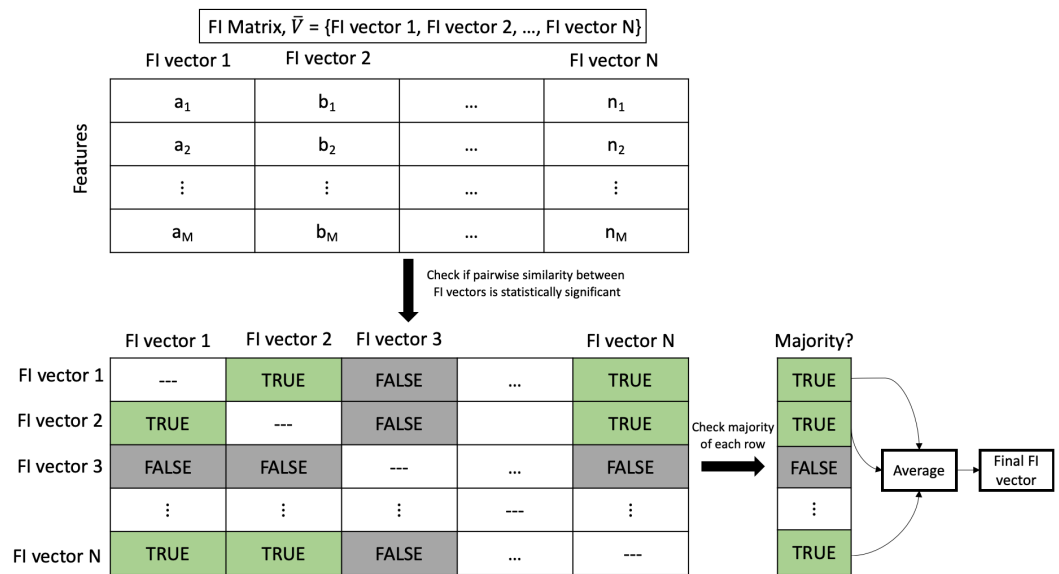 FI Matrix, V̄ = {FI vector 1, FI vector 2, …, FI vector N}
FI vector 1 FI vector 2 FI vector N
Features
a₁ b₁ ... n₁
a₂ b₂ ... n₂
⋮ ⋮ ... ⋮
a_M b_M ... n_M
Check if pairwise similarity between
FI vectors is statistically significant
FI vector 1 FI vector 2 FI vector 3 FI vector N Majority?
FI vector 1 --- TRUE FALSE ... TRUE TRUE
FI vector 2 TRUE --- FALSE TRUE TRUE
Check majority
of each row
FI vector 3 FALSE FALSE --- ... FALSE FALSE
Average
Final FI
vector
⋮ ⋮ ⋮ --- ⋮ ⋮
FI vector N TRUE TRUE FALSE ... --- TRUE